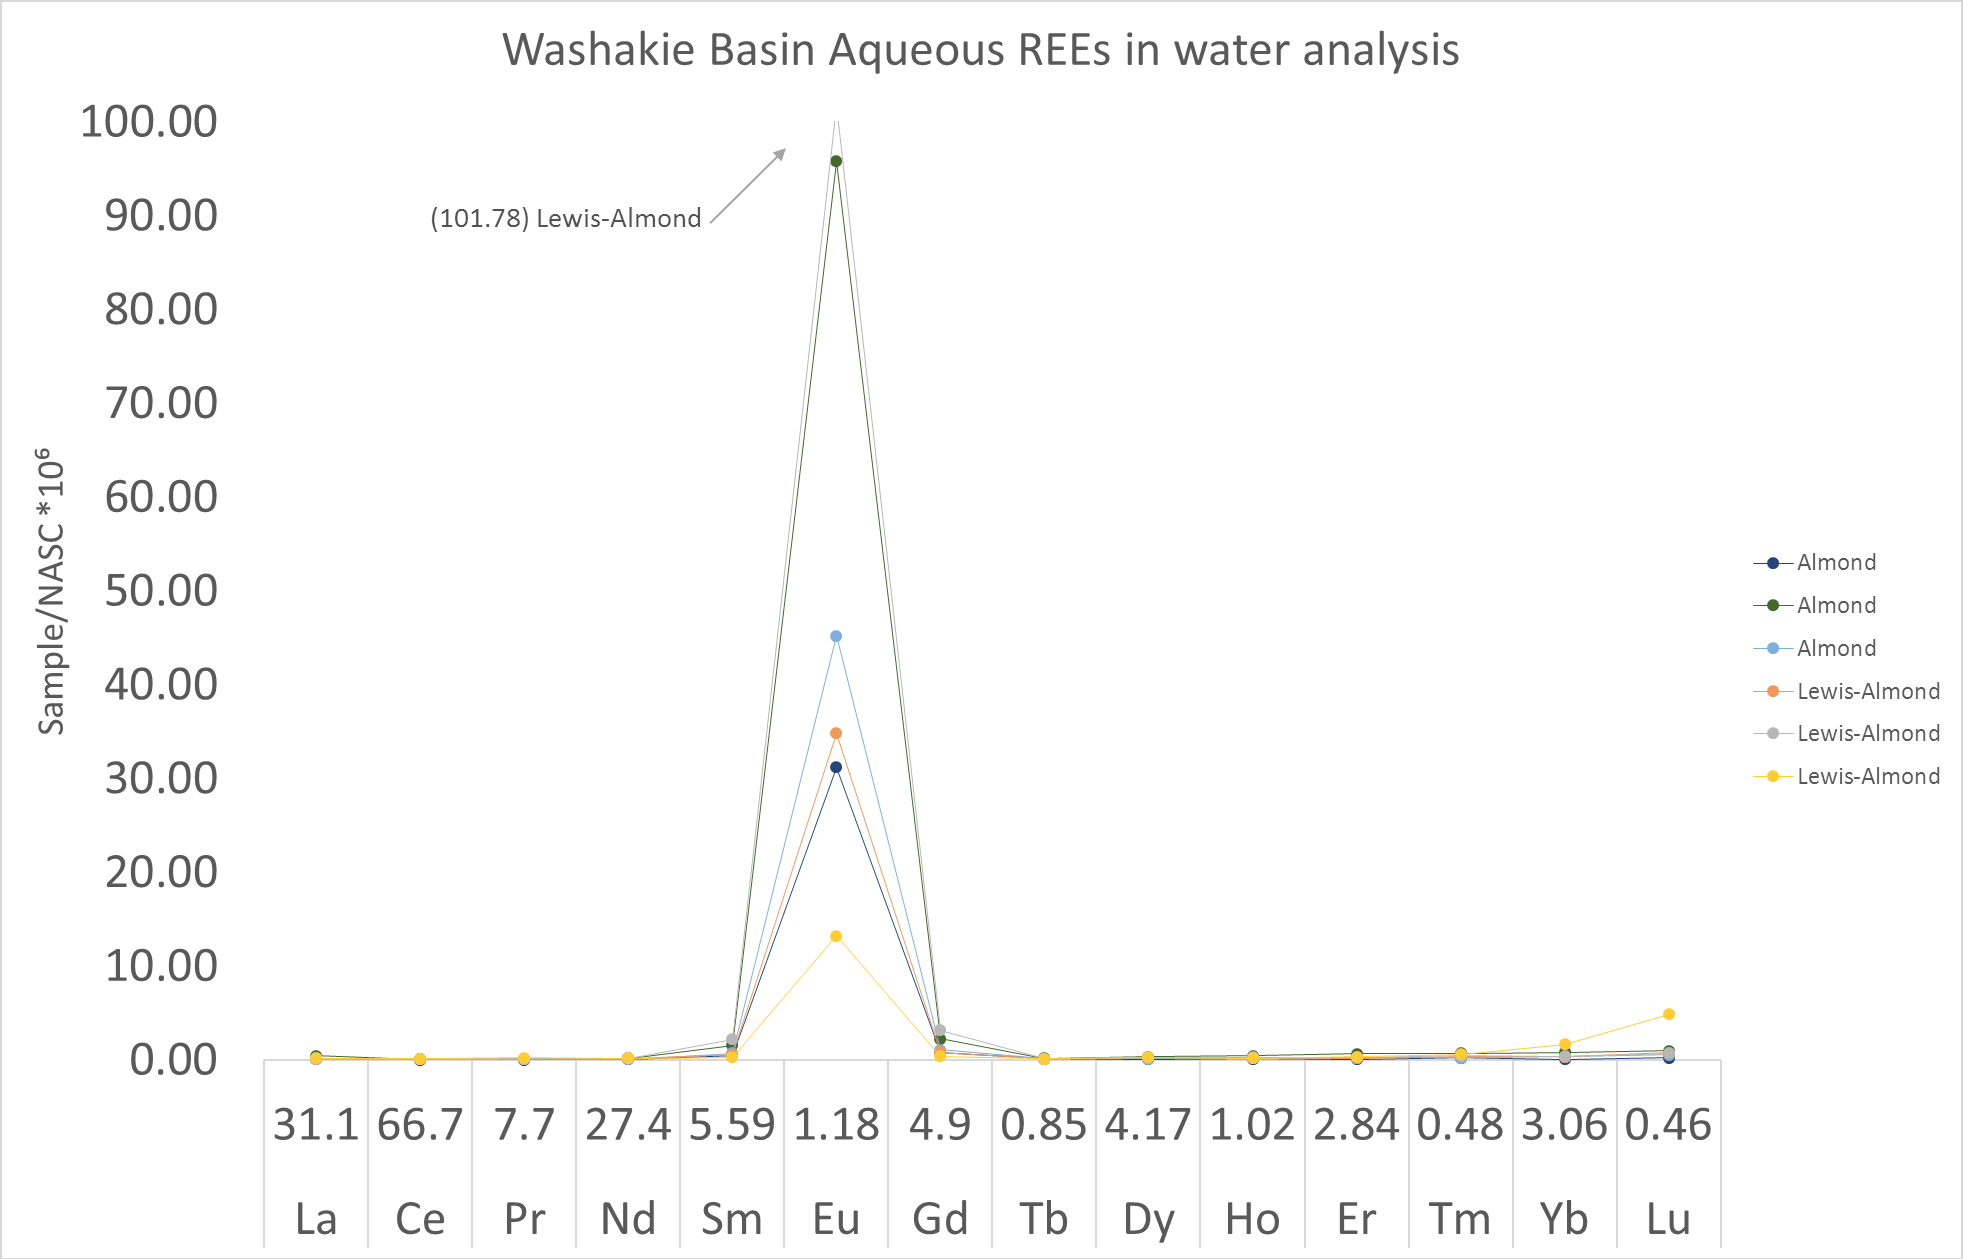 Washakie Basin Aqueous REEs in water analysis
100.00
90.00
80.00
70.00
60.00
50.00
40.00
30.00
20.00
10.00
0.00
Sample/NASC *10⁶
(101.78) Lewis-Almond
Almond
Almond
Almond
Lewis-Almond
Lewis-Almond
Lewis-Almond
31.1 66.7 7.7 27.4 5.59 1.18 4.9 0.85 4.17 1.02 2.84 0.48 3.06 0.46
La Ce Pr Nd Sm Eu Gd Tb Dy Ho Er Tm Yb Lu